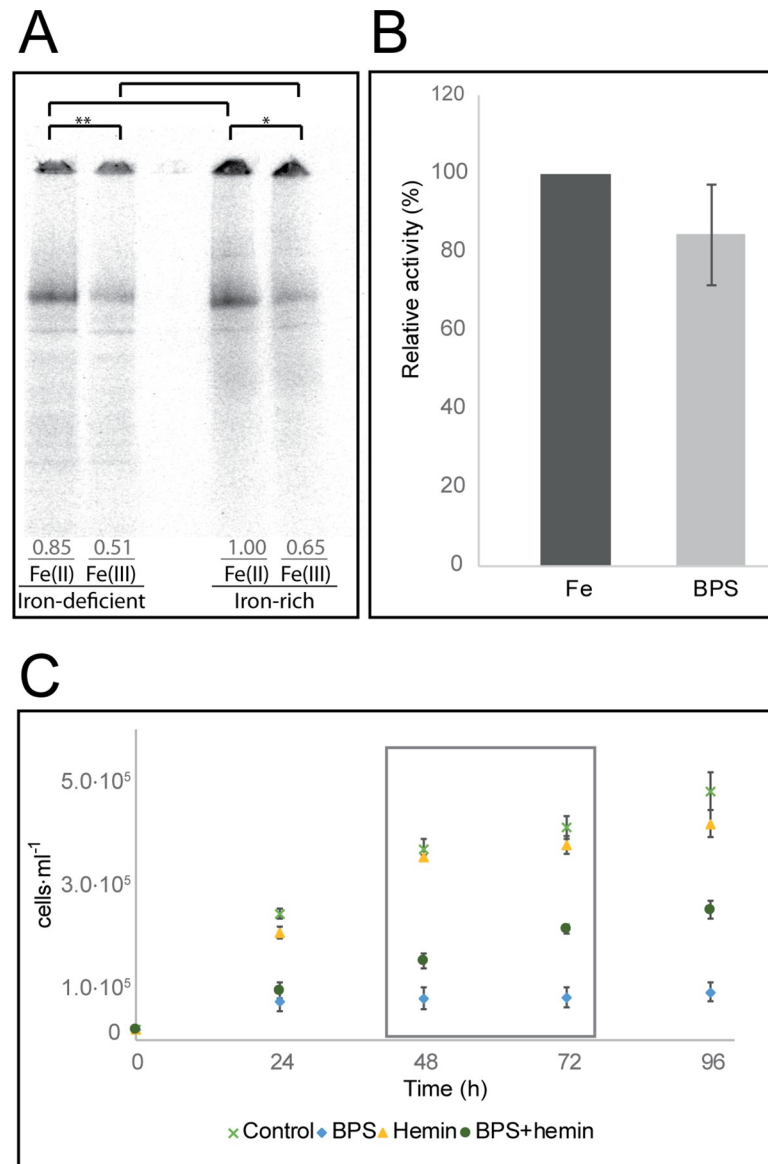 A
** *
0.85 0.51 1.00 0.65
Fe(II) Fe(III) Fe(II) Fe(III)
Iron-deficient Iron-rich
B
Relative activity (%)
120
100
80
60
40
20
0
Fe BPS
C
cells·ml⁻¹
5.0·10⁵
3.0·10⁵
1.0·10⁵
0
0 24 48 72 96
Time (h)
Control BPS Hemin BPS+hemin